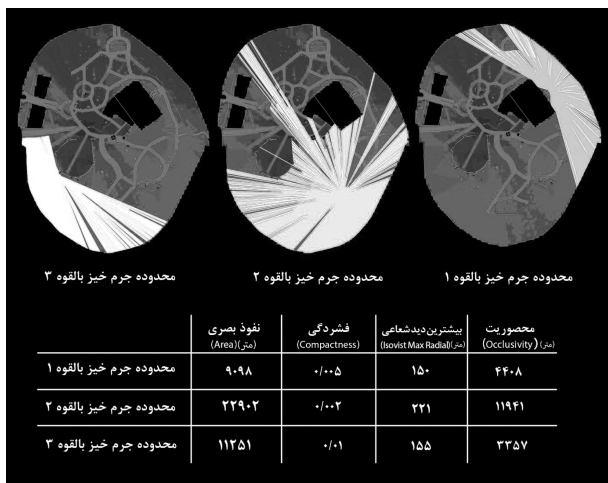 محدوده جرم خیز بالقوه ۱
محدوده جرم خیز بالقوه ۲
محدوده جرم خیز بالقوه ۳
نفوذ بصری (متر)(Area) فشردگی (Compactness) بیشترین دید شعاعی (متر)(Isovist Max Radial) محصوریت (متر)(Occlusivity)
محدوده جرم خیز بالقوه ۱ ۹۰۹۸ ۰/۰۰۵ ۱۵۰ ۴۴۰۸
محدوده جرم خیز بالقوه ۲ ۲۲۹۰۲ ۰/۰۰۲ ۲۲۱ ۱۱۹۴۱
محدوده جرم خیز بالقوه ۳ ۱۱۲۵۱ ۰/۰۱ ۱۵۵ ۳۳۵۷